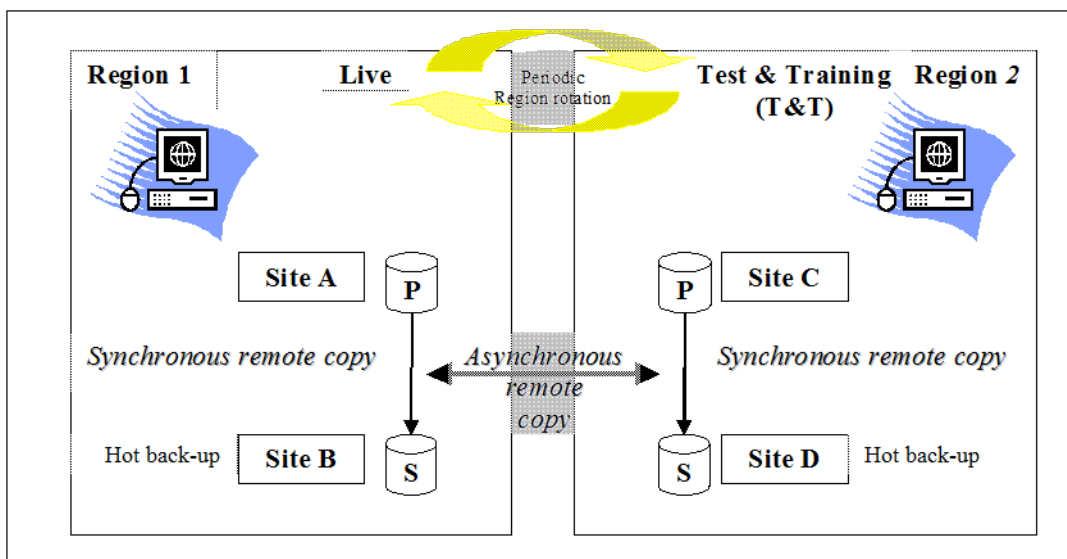 Region 1
Live
Periodic
Region rotation
Test & Training
(T&T)
Region 2
Site A
P
P
Site C
Synchronous remote copy
Asynchronous
remote
copy
Synchronous remote copy
Hot back-up
Site B
S
S
Site D
Hot back-up